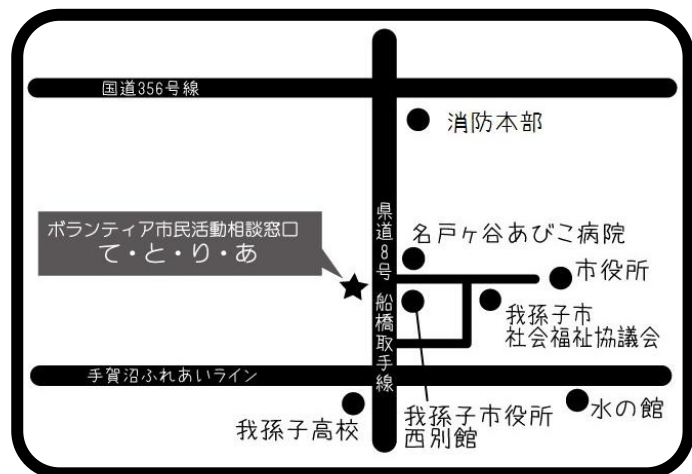 国道356号線
消防本部
ボランティア市民活動相談窓口
て・と・り・あ
県道8号 船橋取手線
名戸ヶ谷あびこ病院
市役所
我孫子市
社会福祉協議会
手賀沼ふれあいライン
我孫子高校
我孫子市役所
西別館
水の館